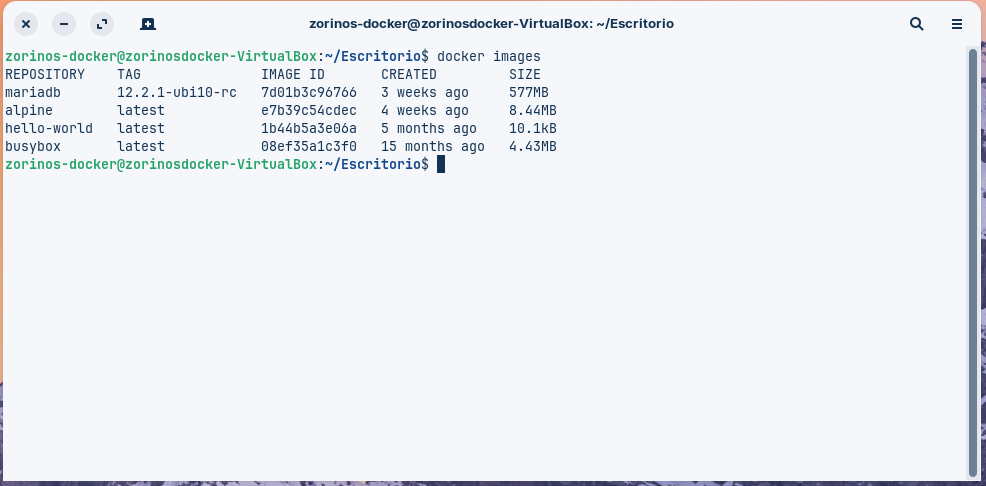 zorinos-docker@zorinosdocker-VirtualBox: ~/Escritorio
zorinos-docker@zorinosdocker-VirtualBox:~/Escritorio$ docker images
REPOSITORY    TAG               IMAGE ID       CREATED         SIZE
mariadb       12.2.1-ubi10-rc   7d01b3c96766   3 weeks ago     577MB
alpine        latest            e7b39c54cdec   4 weeks ago     8.44MB
hello-world   latest            1b44b5a3e06a   5 months ago    10.1kB
busybox       latest            08ef35a1c3f0   15 months ago   4.43MB
zorinos-docker@zorinosdocker-VirtualBox:~/Escritorio$